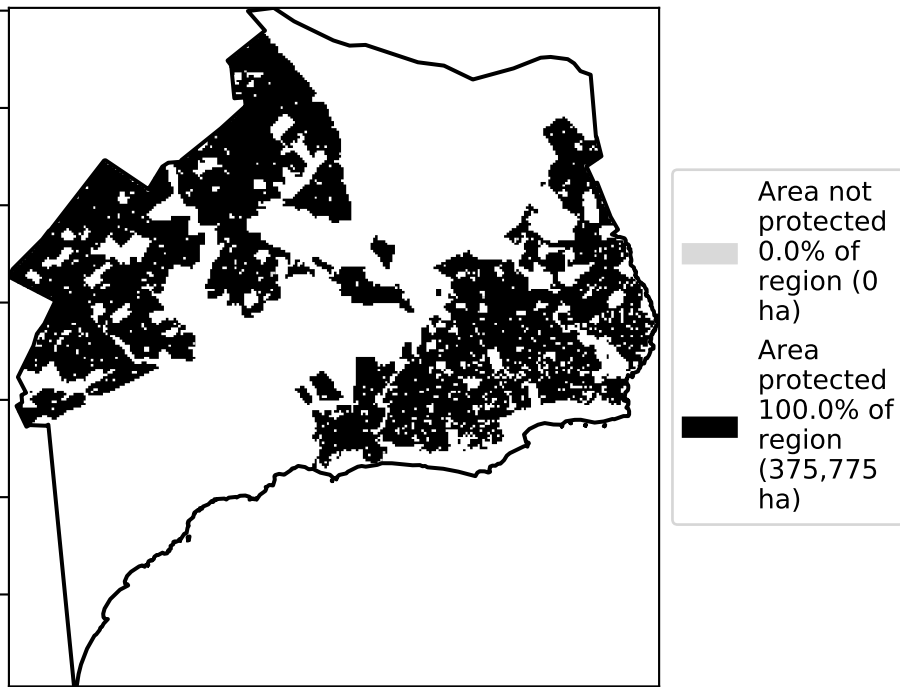 Area not
protected
0.0% of
region (0
ha)
Area
protected
100.0% of
region
(375,775
ha)